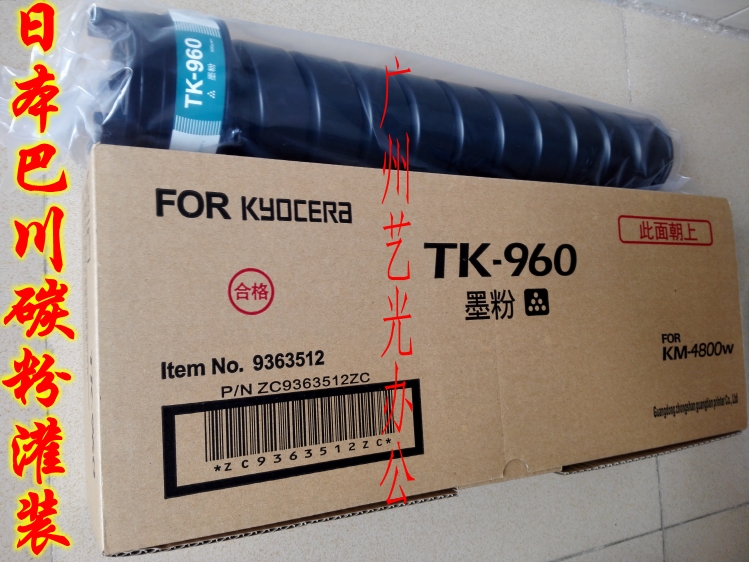 日本巴川碳粉灌装
TK-960
墨粉
广州艺光办公
FOR KYOCERa
此面朝上
TK-960
合格
墨粉
FOR
KM-4800w
Item No. 9363512
P/N ZC9363512ZC
*ZC9363512ZC*